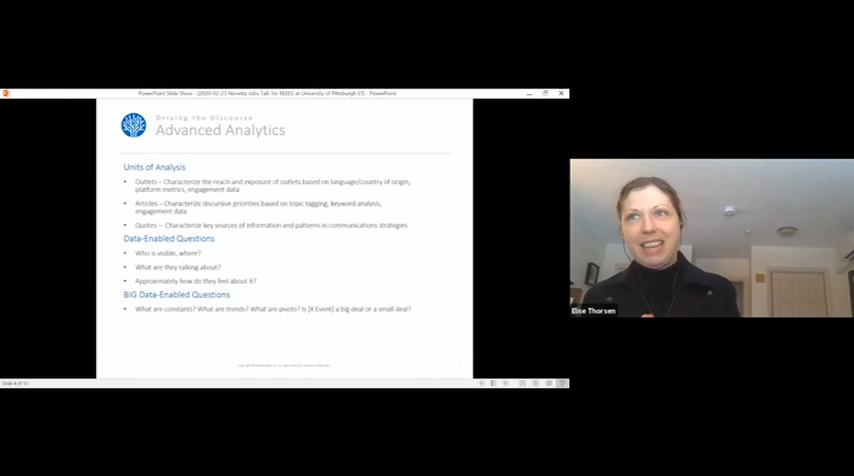 PowerPoint Slide Show - [2020-02-23 Novetta Jobs Talk for REEES at University of Pittsburgh ET] - PowerPoint
Driving the Discourse
Advanced Analytics
Units of Analysis
• Outlets – Characterize the reach and exposure of outlets based on language/country of origin,
platform metrics, engagement data
• Articles – Characterize discursive priorities based on topic tagging, keyword analysis,
engagement data
• Quotes – Characterize key sources of information and patterns in communications strategies
Data-Enabled Questions
• Who is visible, where?
• What are they talking about?
• Approximately how do they feel about it?
BIG Data-Enabled Questions
• What are constants? What are trends? What are pivots? Is [X Event] a big deal or a small deal?
Elise Thorsen